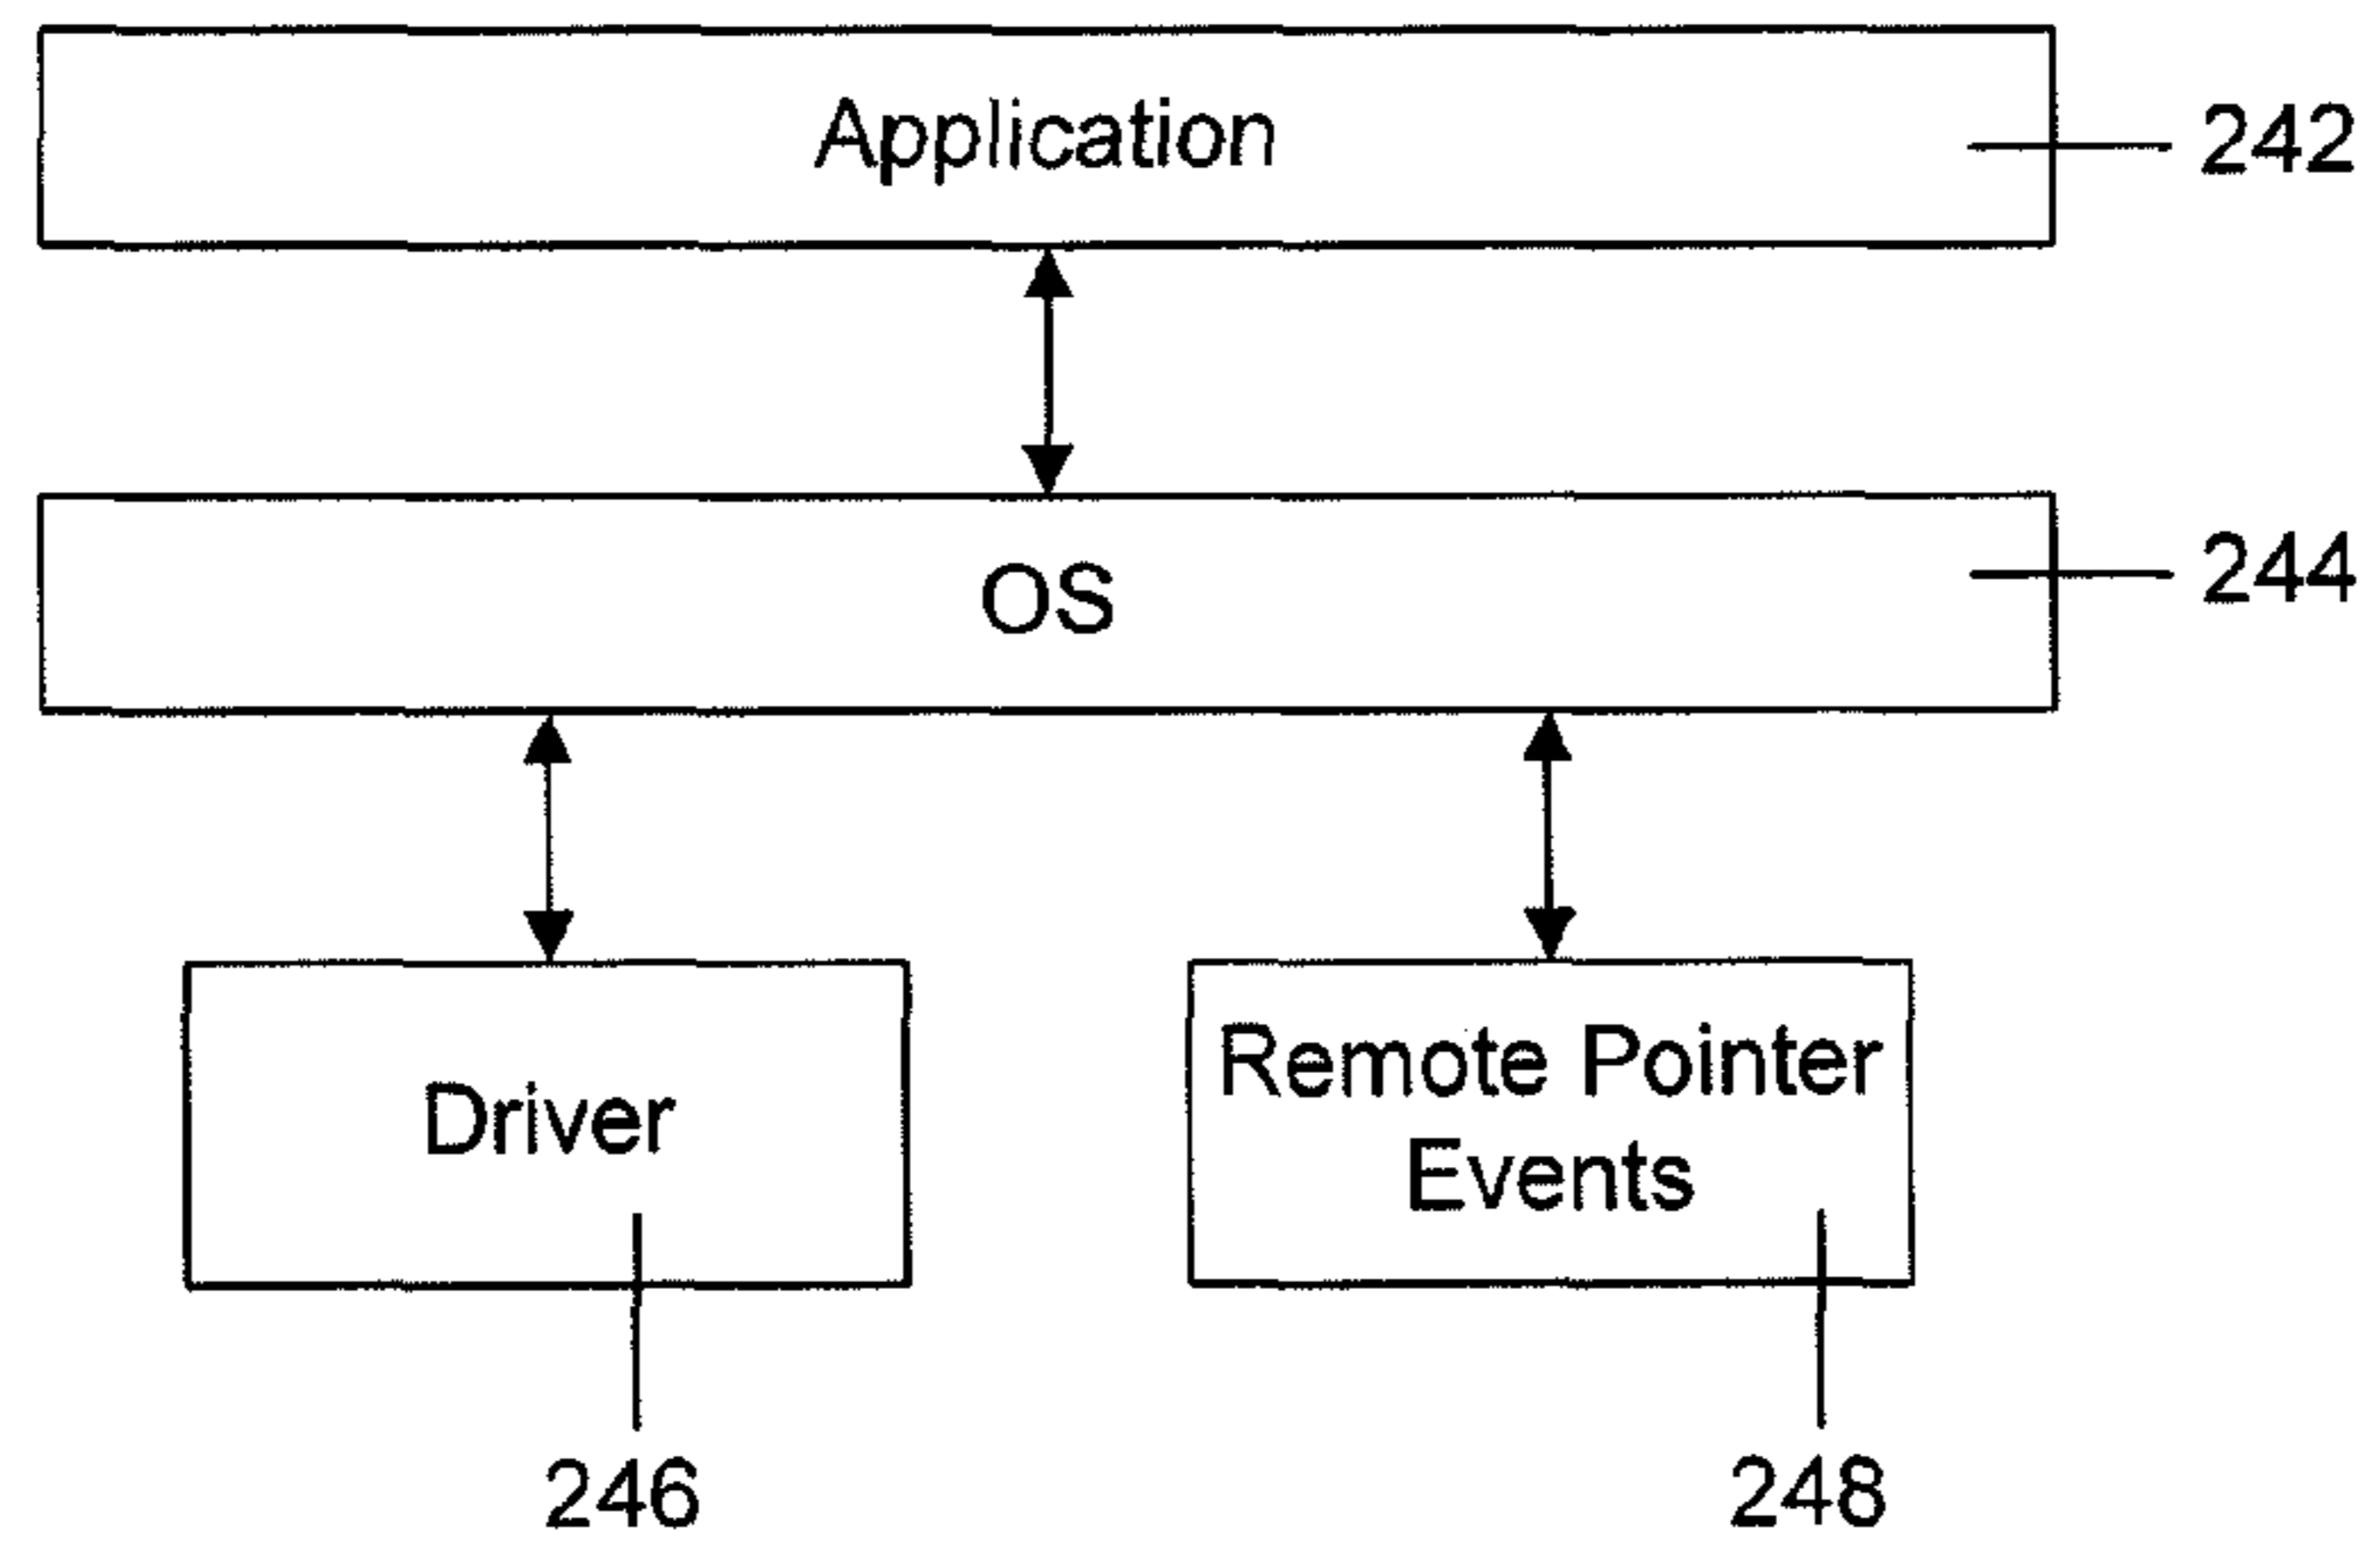 Application
242
OS
244
Driver
Remote Pointer
Events
246
248